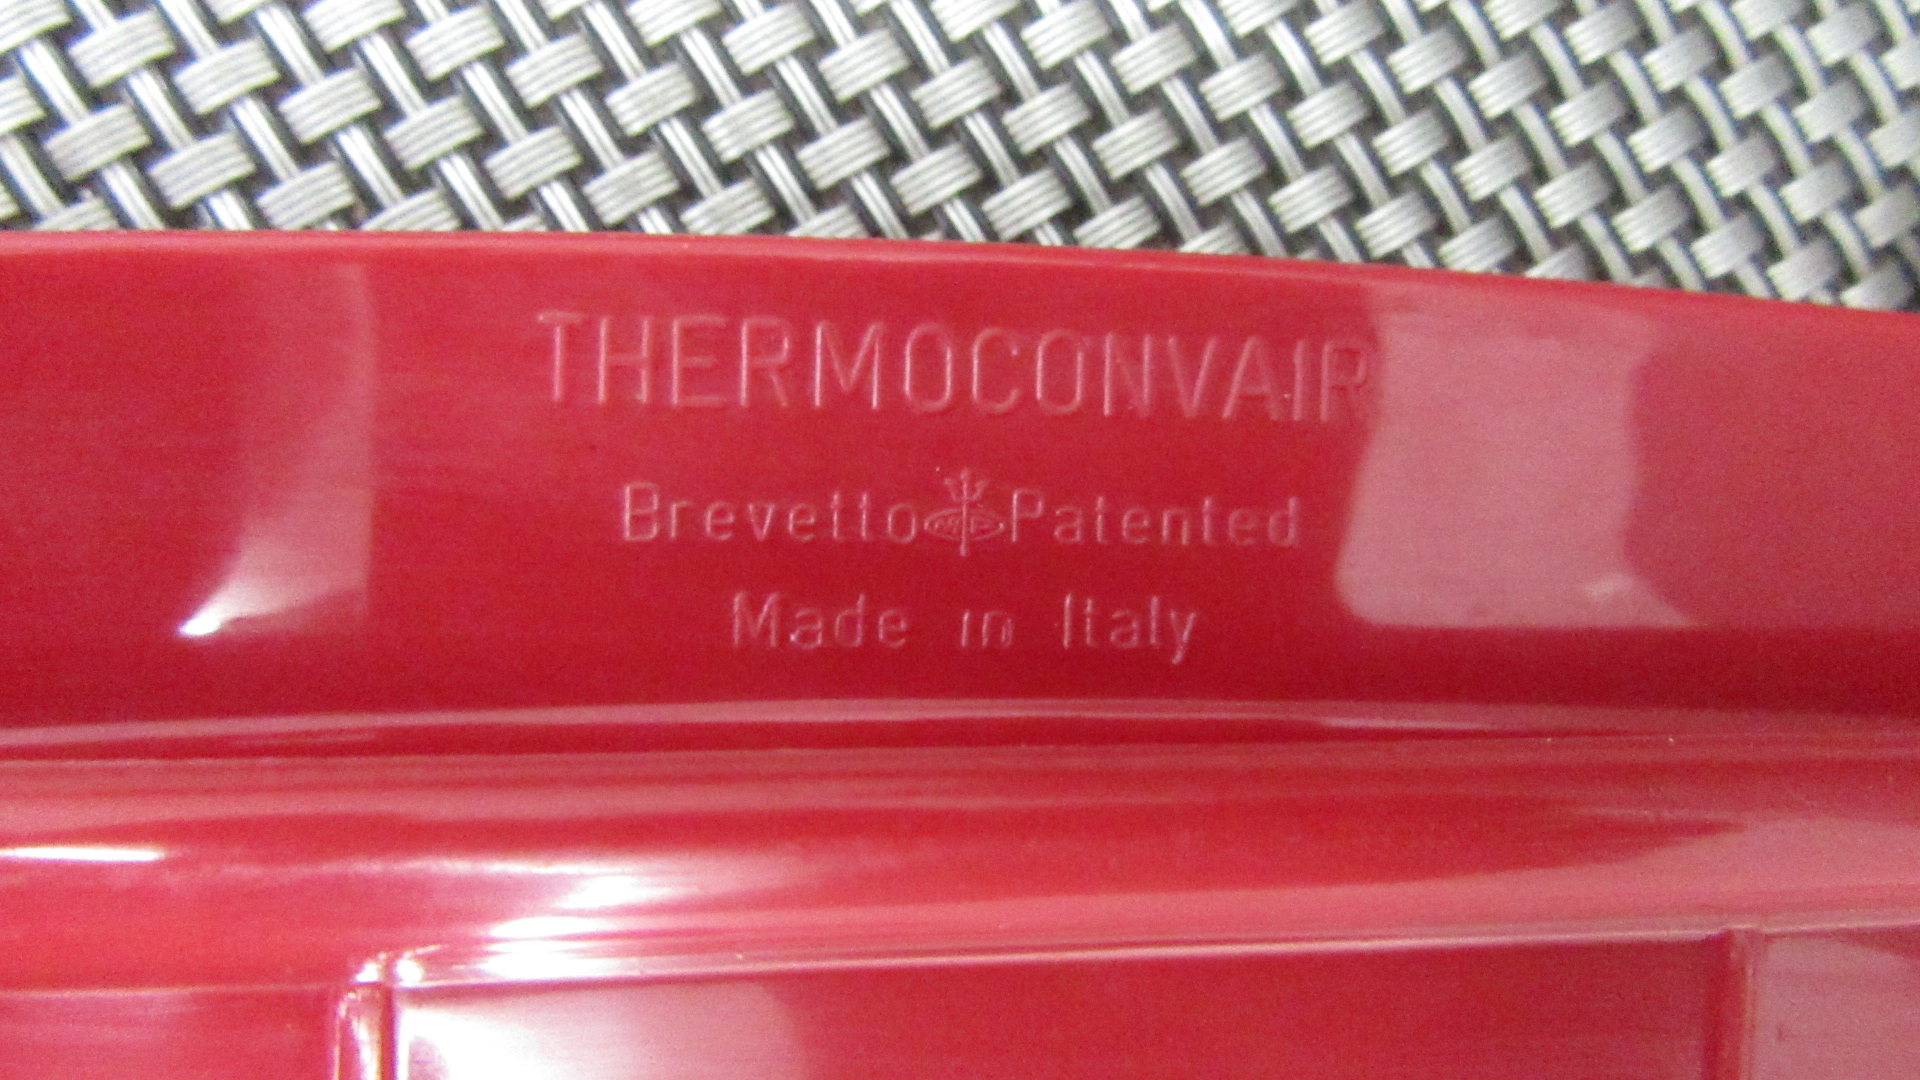 THERMOCONVAIR
Brevetto Patented
Made in Italy